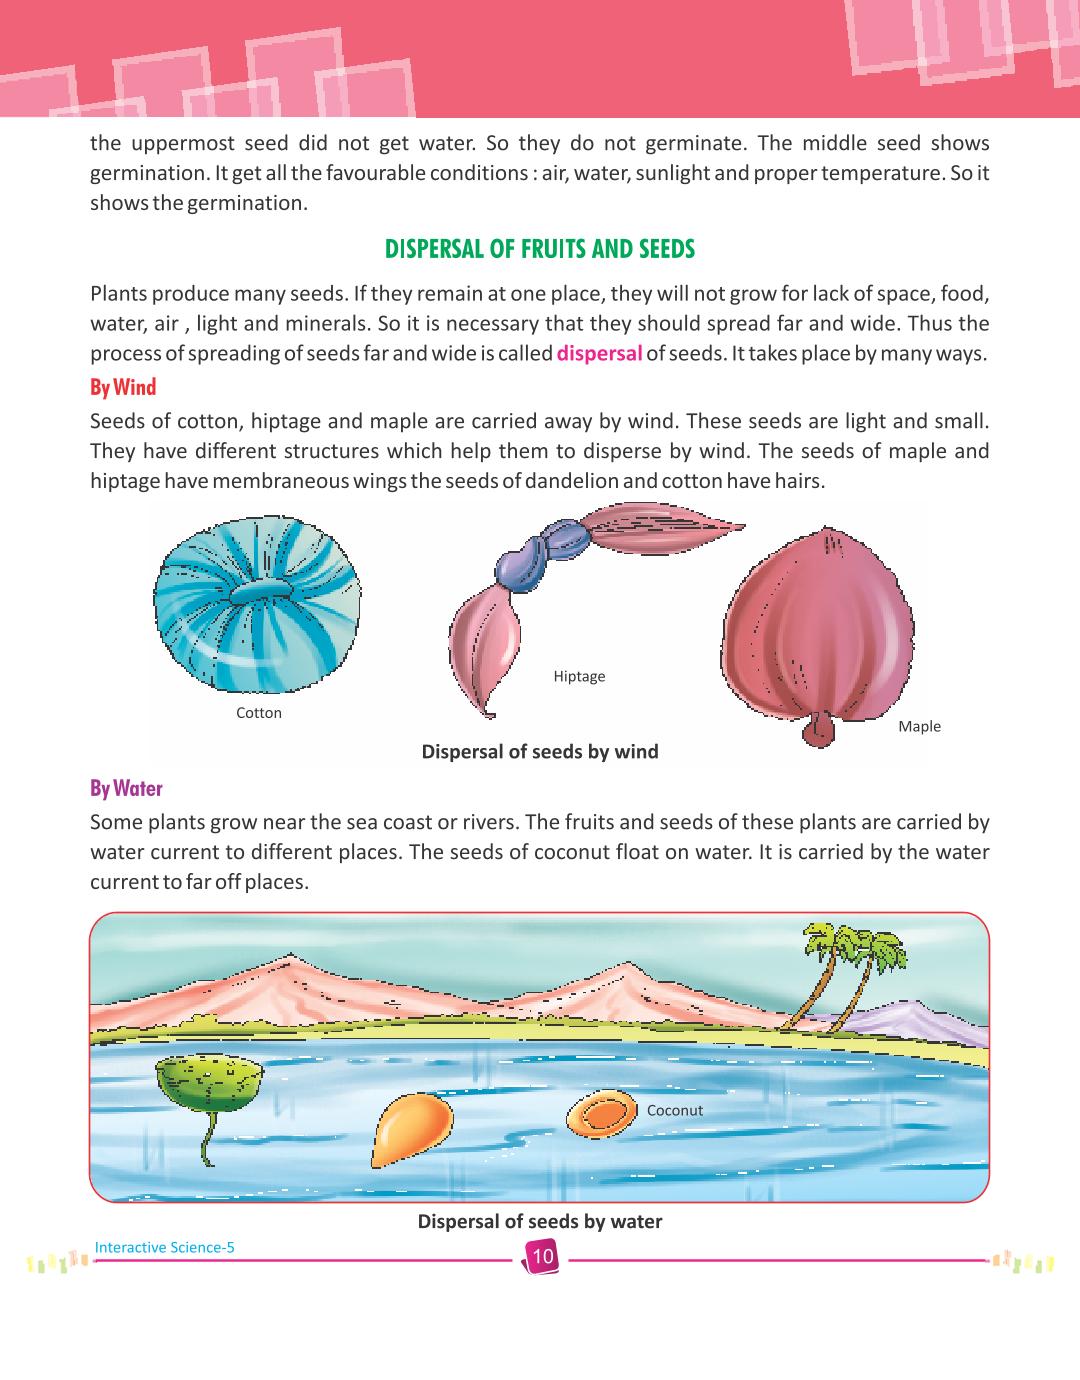 the uppermost seed did not get water. So they do not germinate. The middle seed shows
germination. It get all the favourable conditions : air, water, sunlight and proper temperature. So it
shows the germination.
DISPERSAL OF FRUITS AND SEEDS
Plants produce many seeds. If they remain at one place, they will not grow for lack of space, food,
water, air , light and minerals. So it is necessary that they should spread far and wide. Thus the
process of spreading of seeds far and wide is called dispersal of seeds. It takes place by many ways.
By Wind
Seeds of cotton, hiptage and maple are carried away by wind. These seeds are light and small.
They have different structures which help them to disperse by wind. The seeds of maple and
hiptage have membraneous wings the seeds of dandelion and cotton have hairs.
Hiptage
Cotton
Maple
Dispersal of seeds by wind
By Water
Some plants grow near the sea coast or rivers. The fruits and seeds of these plants are carried by
water current to different places. The seeds of coconut float on water. It is carried by the water
current to far off places.
Coconut
Dispersal of seeds by water
Interactive Science-5
10